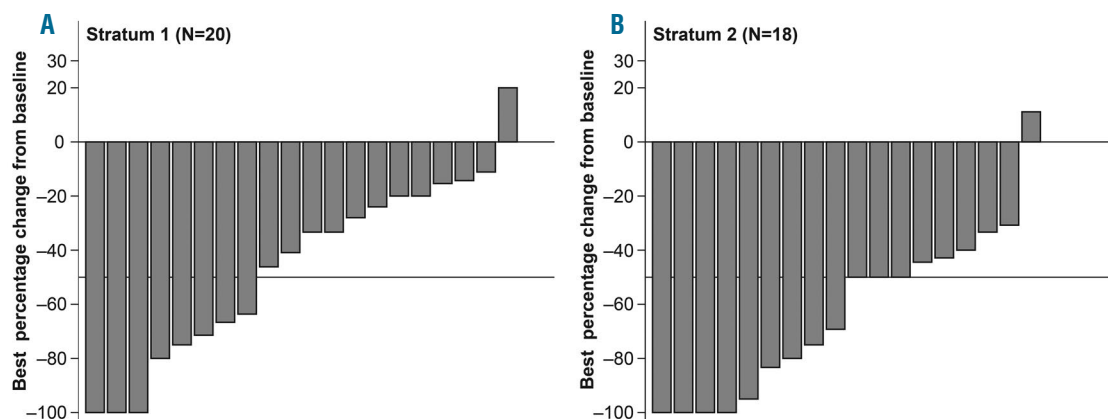 A
Stratum 1 (N=20)
Best percentage change from baseline
30
20
0
–20
–40
–60
–80
–100
B
Stratum 2 (N=18)
Best percentage change from baseline
30
20
0
–20
–40
–60
–80
–100